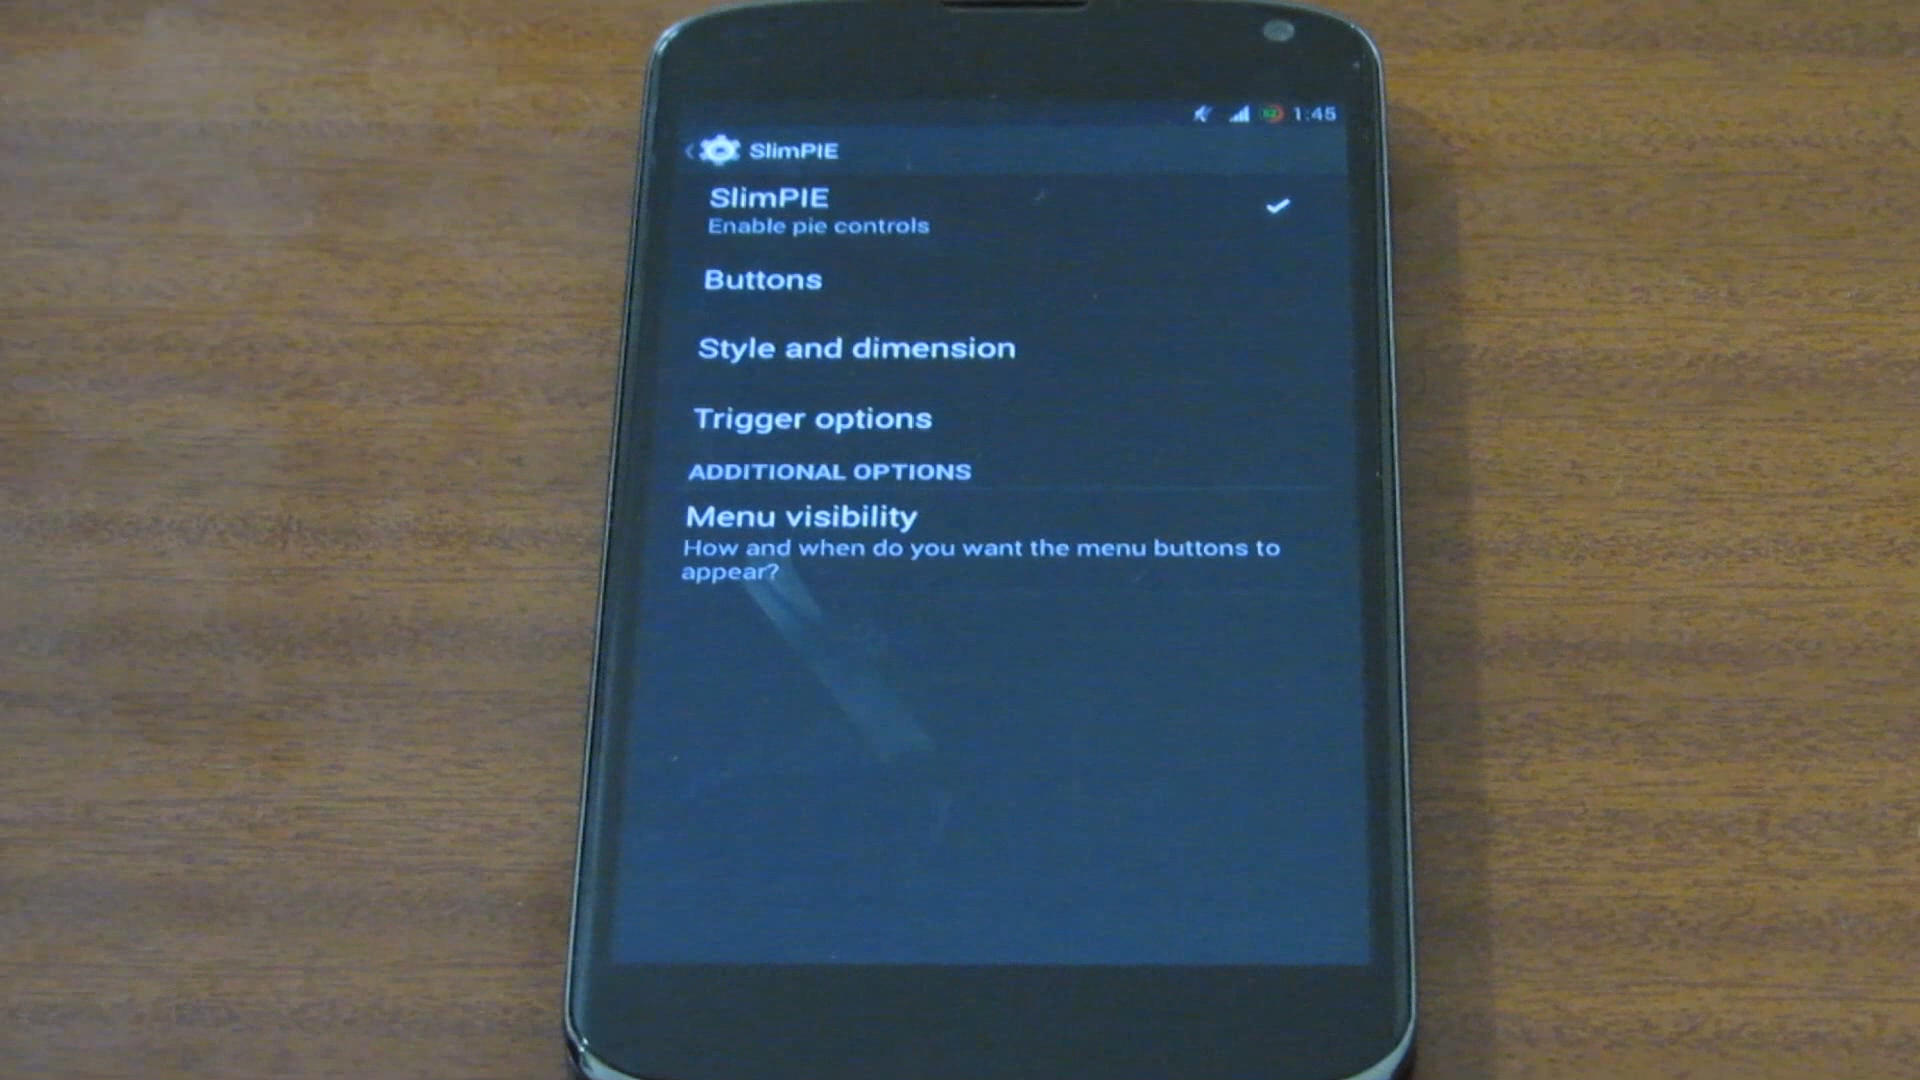 1:45
SlimPIE
SlimPIE
Enable pie controls
Buttons
Style and dimension
Trigger options
ADDITIONAL OPTIONS
Menu visibility
How and when do you want the menu buttons to
appear?